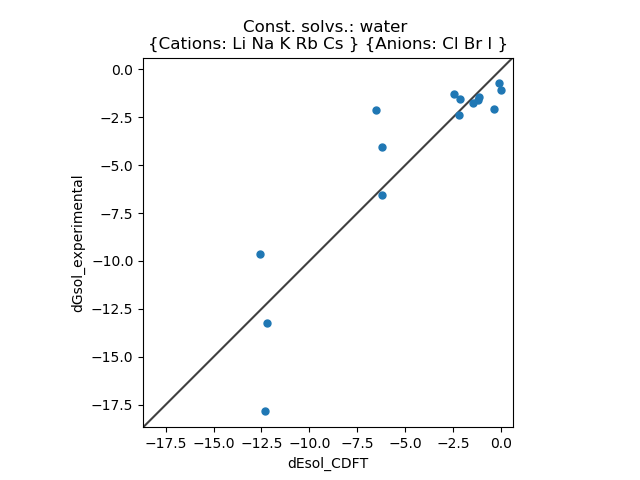 Const. solvs.: water
{Cations: Li Na K Rb Cs } {Anions: Cl Br I }
0.0
−2.5
−5.0
−7.5
−10.0
−12.5
−15.0
−17.5
dGsol_experimental
−17.5 −15.0 −12.5 −10.0 −7.5 −5.0 −2.5 0.0
dEsol_CDFT